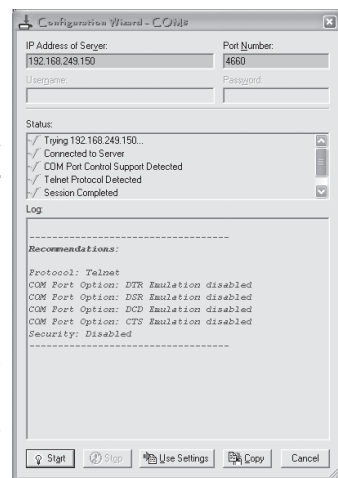 Configuration Wizard - COM8
IP Address of Server:
Port Number:
192.168.249.150
4660
Username:
Password:
Status:
Trying 192.168.249.150...
Connected to Server
COM Port Control Support Detected
Telnet Protocol Detected
Session Completed
Log:
------------------------------------
Recommendations:
Protocol: Telnet
COM Port Option: DTR Emulation disabled
COM Port Option: DSR Emulation disabled
COM Port Option: DCD Emulation disabled
COM Port Option: CTS Emulation disabled
Security: Disabled
------------------------------------
Start
Stop
Use Settings
Copy
Cancel